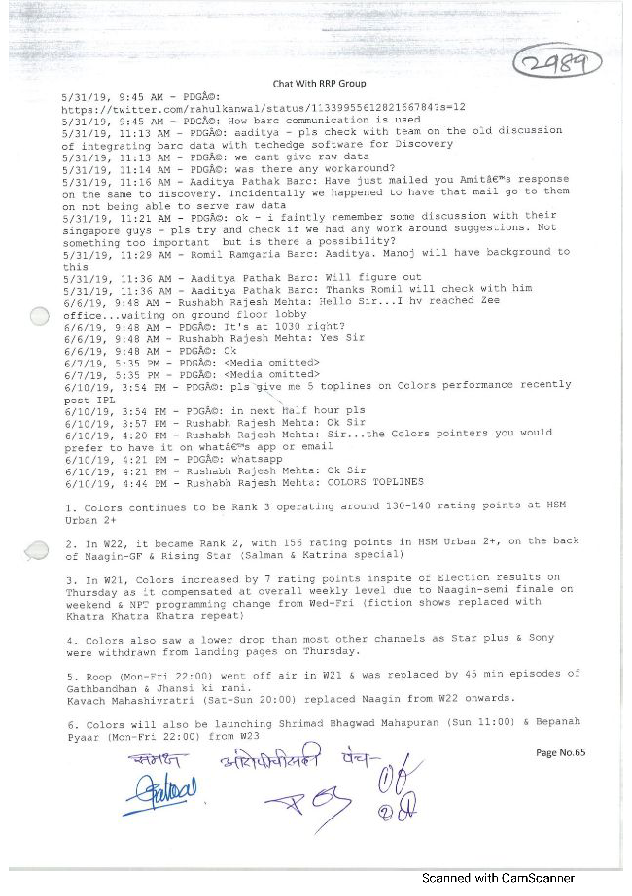 2989
Chat With RRP Group
5/31/19, 9:45 AM - PDGÂ©:
https://twitter.com/rahulkanwal/status/1133995561282166784?s=12
5/31/19, 9:45 AM - PDGÂ©: How barc communication is used
5/31/19, 11:13 AM - PDGÂ©: aaditya - pls check with team on the old discussion
of integrating barc data with techedge software for Discovery
5/31/19, 11:13 AM - PDGÂ©: we cant give raw data
5/31/19, 11:14 AM - PDGÂ©: was there any workaround?
5/31/19, 11:16 AM - Aaditya Pathak Barc: Have just mailed you Amitâ€™s response
on the same to discovery. Incidentally we happened to have that mail go to them
on not being able to serve raw data
5/31/19, 11:21 AM - PDGÂ©: ok - i faintly remember some discussion with their
singapore guys - pls try and check if we had any work around suggestions. Not
something too important  but is there a possibility?
5/31/19, 11:29 AM - Romil Ramgaria Barc: Aaditya. Manoj will have background to
this
5/31/19, 11:36 AM - Aaditya Pathak Barc: Will figure out
5/31/19, 11:36 AM - Aaditya Pathak Barc: Thanks Romil will check with him
6/6/19, 9:48 AM - Rushabh Rajesh Mehta: Hello Sir...I hv reached Zee
office...waiting on ground floor lobby
6/6/19, 9:48 AM - PDGÂ©: It's at 1030 right?
6/6/19, 9:48 AM - Rushabh Rajesh Mehta: Yes Sir
6/6/19, 9:48 AM - PDGÂ©: Ok
6/7/19, 5:35 PM - PDGÂ©: <Media omitted>
6/7/19, 5:35 PM - PDGÂ©: <Media omitted>
6/10/19, 3:54 PM - PDGÂ©: pls give me 5 toplines on Colors performance recently
post IPL
6/10/19, 3:54 PM - PDGÂ©: in next half hour pls
6/10/19, 3:57 PM - Rushabh Rajesh Mehta: Ok Sir
6/10/19, 4:20 PM - Rushabh Rajesh Mehta: Sir...the Colors pointers you would
prefer to have it on whatâ€™s app or email
6/10/19, 4:21 PM - PDGÂ©: whatsapp
6/10/19, 4:21 PM - Rushabh Rajesh Mehta: Ok Sir
6/10/19, 4:44 PM - Rushabh Rajesh Mehta: COLORS TOPLINES
1. Colors continues to be Rank 3 operating around 130-140 rating points at HSM
Urban 2+
2. In W22, it became Rank 2, with 155 rating points in HSM Urban 2+, on the back
of Naagin-GF & Rising Star (Salman & Katrina special)
3. In W21, Colors increased by 7 rating points inspite of Election results on
Thursday as it compensated at overall weekly level due to Naagin-semi finale on
weekend & NPT programming change from Wed-Fri (fiction shows replaced with
Khatra Khatra Khatra repeat)
4. Colors also saw a lower drop than most other channels as Star plus & Sony
were withdrawn from landing pages on Thursday.
5. Roop (Mon-Fri 22:00) went off air in W21 & was replaced by 45 min episodes of
Gathbandhan & Jhansi ki rani.
Kavach Mahashivratri (Sat-Sun 20:00) replaced Naagin from W22 onwards.
6. Colors will also be launching Shrimad Bhagwad Mahapuran (Sun 11:00) & Bepanah
Pyaar (Mon-Fri 22:00) from W23
Page No.65
समक्ष पंच-
①
②
Scanned with CamScanner